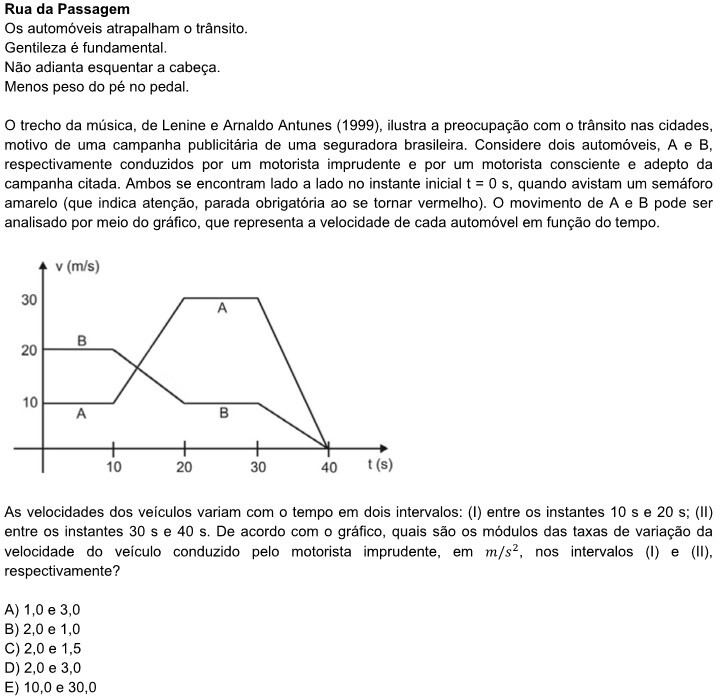 Rua da Passagem
Os automóveis atrapalham o trânsito.
Gentileza é fundamental.
Não adianta esquentar a cabeça.
Menos peso do pé no pedal.
O trecho da música, de Lenine e Arnaldo Antunes (1999), ilustra a preocupação com o trânsito nas cidades,
motivo de uma campanha publicitária de uma seguradora brasileira. Considere dois automóveis, A e B,
respectivamente conduzidos por um motorista imprudente e por um motorista consciente e adepto da
campanha citada. Ambos se encontram lado a lado no instante inicial t = 0 s, quando avistam um semáforo
amarelo (que indica atenção, parada obrigatória ao se tornar vermelho). O movimento de A e B pode ser
analisado por meio do gráfico, que representa a velocidade de cada automóvel em função do tempo.
v (m/s)
30
A
B
20
10
A
B
10 20 30 40 t (s)
As velocidades dos veículos variam com o tempo em dois intervalos: (I) entre os instantes 10 s e 20 s; (II)
entre os instantes 30 s e 40 s. De acordo com o gráfico, quais são os módulos das taxas de variação da
velocidade do veículo conduzido pelo motorista imprudente, em m/s², nos intervalos (I) e (II),
respectivamente?
A) 1,0 e 3,0
B) 2,0 e 1,0
C) 2,0 e 1,5
D) 2,0 e 3,0
E) 10,0 e 30,0